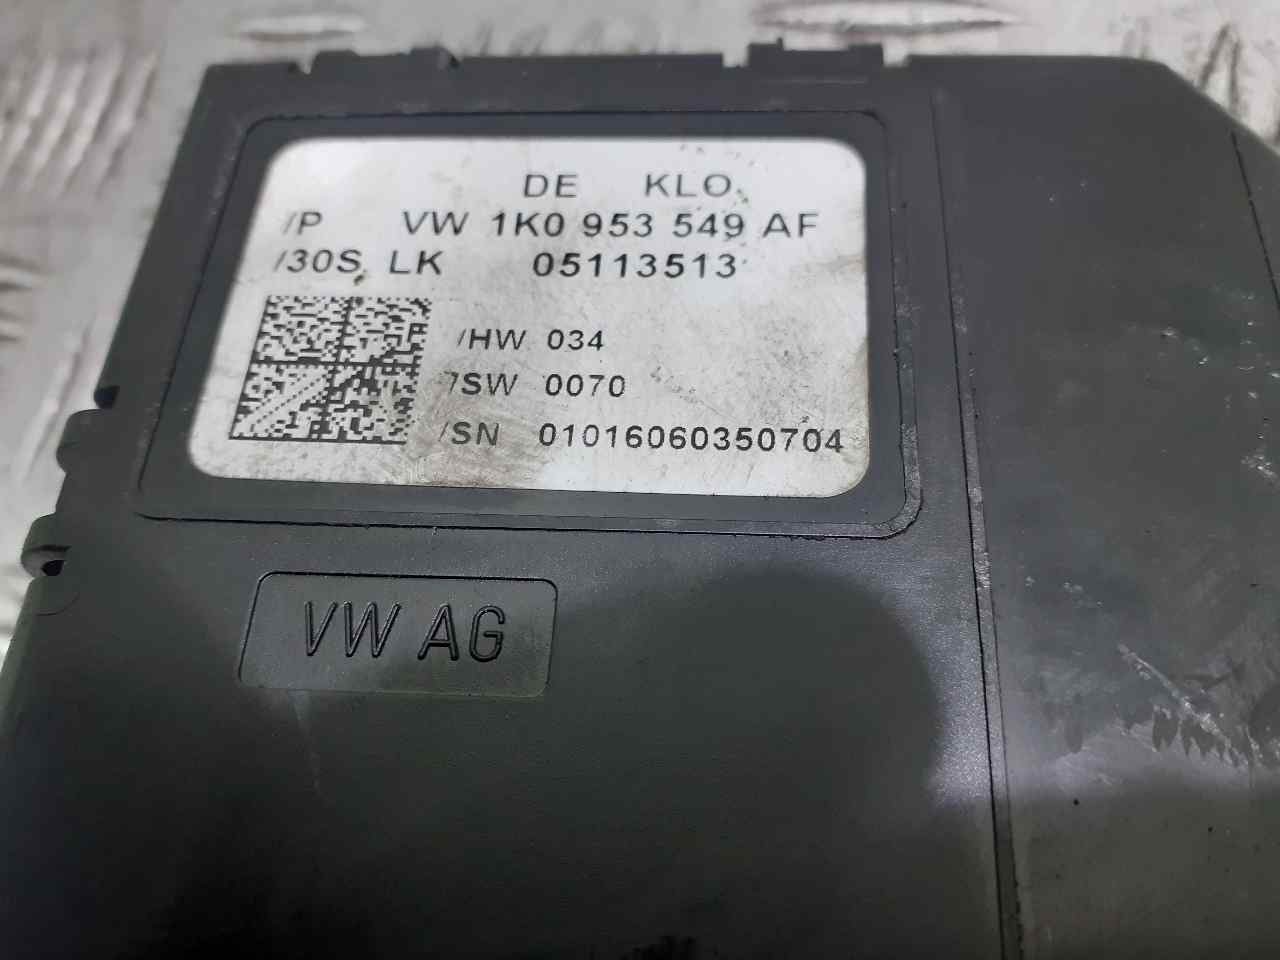 DE KLO
/P VW 1K0 953 549 AF
/30S LK 05113513
/HW 034
/SW 0070
/SN 01016060350704
VW AG